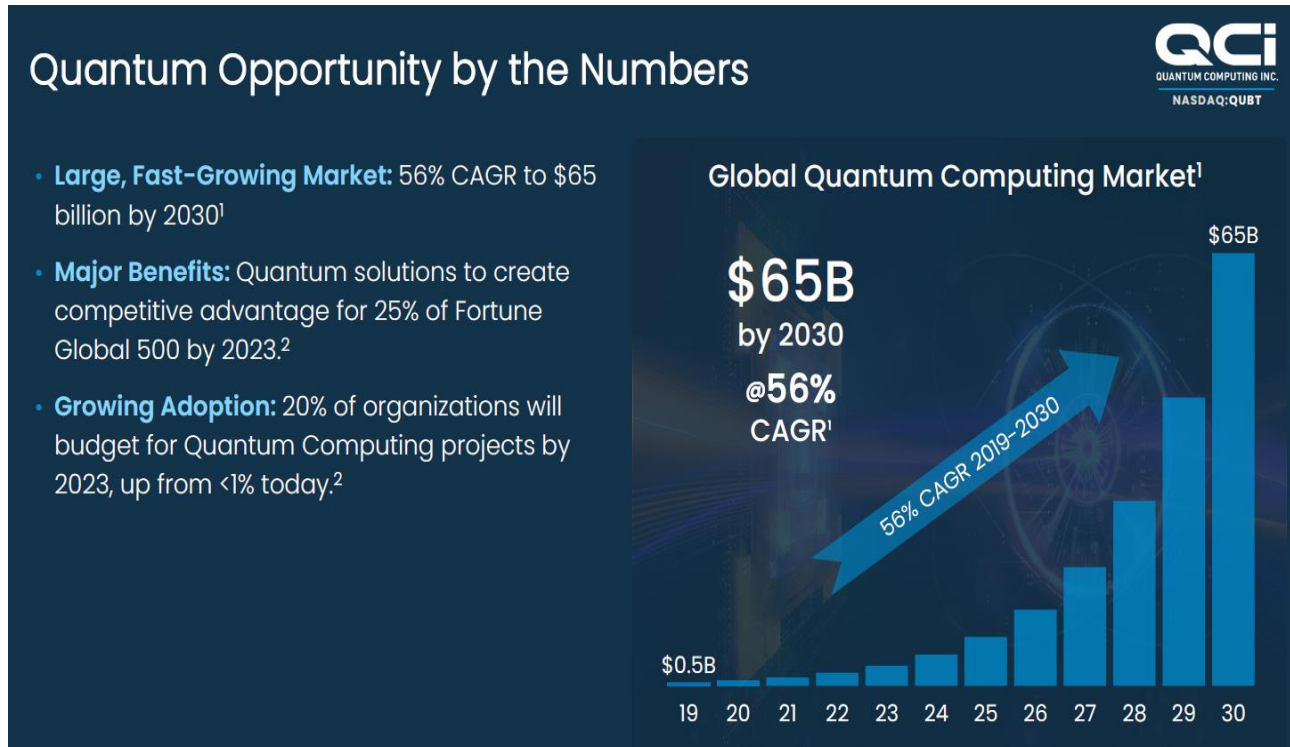 Quantum Opportunity by the Numbers
QCi
QUANTUM COMPUTING INC.
NASDAQ:QUBT
• Large, Fast-Growing Market: 56% CAGR to $65
billion by 2030¹
• Major Benefits: Quantum solutions to create
competitive advantage for 25% of Fortune
Global 500 by 2023.²
• Growing Adoption: 20% of organizations will
budget for Quantum Computing projects by
2023, up from <1% today.²
Global Quantum Computing Market¹
$65B
$65B
by 2030
@56%
CAGR¹
56% CAGR 2019-2030
$0.5B
19 20 21 22 23 24 25 26 27 28 29 30